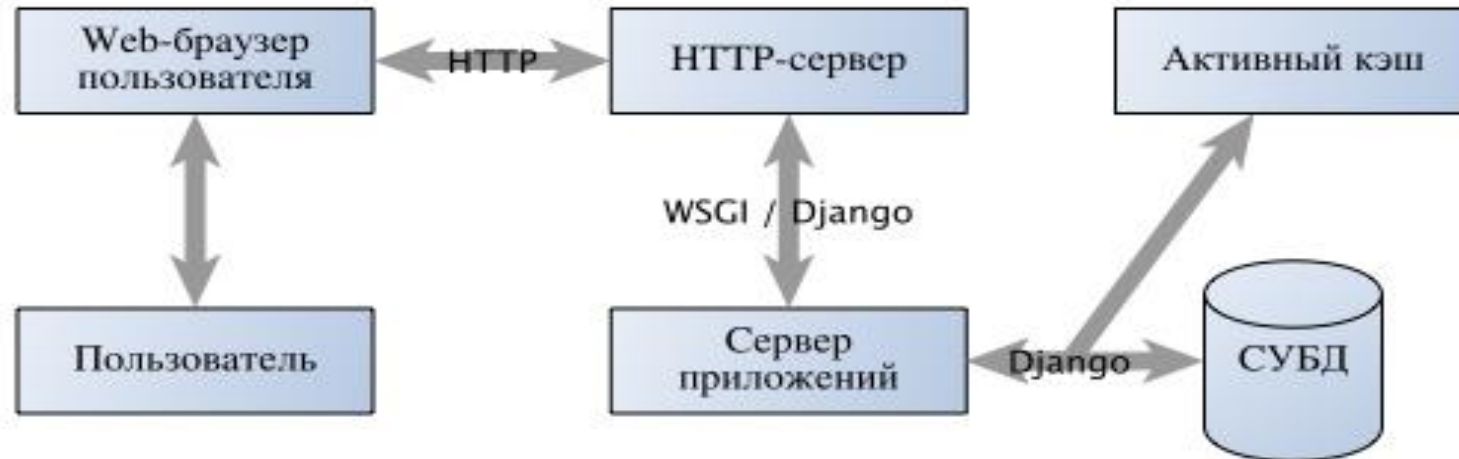 Web-браузер
пользователя
HTTP
HTTP-сервер
Активный кэш
WSGI / Django
Пользователь
Сервер
приложений
Django
СУБД